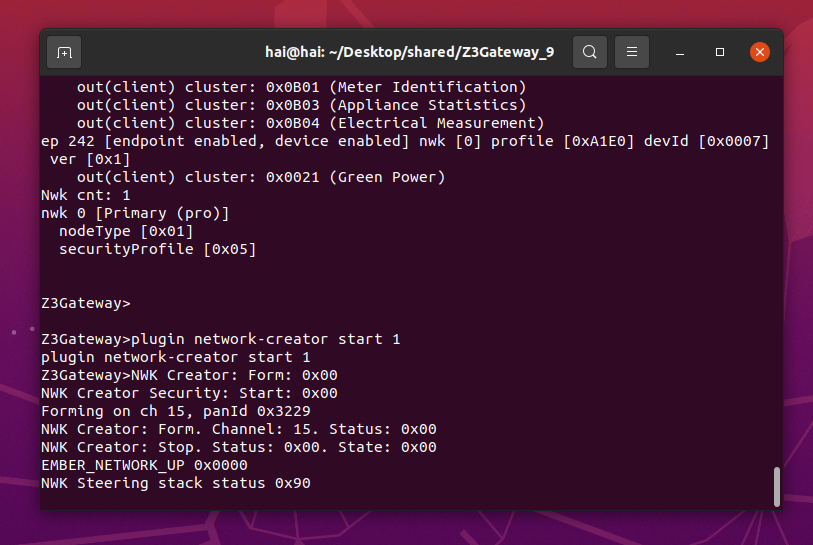 hai@hai: ~/Desktop/shared/Z3Gateway_9
out(client) cluster: 0x0B01 (Meter Identification)
out(client) cluster: 0x0B03 (Appliance Statistics)
out(client) cluster: 0x0B04 (Electrical Measurement)
ep 242 [endpoint enabled, device enabled] nwk [0] profile [0xA1E0] devId [0x0007]
ver [0x1]
out(client) cluster: 0x0021 (Green Power)
Nwk cnt: 1
nwk 0 [Primary (pro)]
nodeType [0x01]
securityProfile [0x05]
Z3Gateway>
Z3Gateway>plugin network-creator start 1
plugin network-creator start 1
Z3Gateway>NWK Creator: Form: 0x00
NWK Creator Security: Start: 0x00
Forming on ch 15, panId 0x3229
NWK Creator: Form. Channel: 15. Status: 0x00
NWK Creator: Stop. Status: 0x00. State: 0x00
EMBER_NETWORK_UP 0x0000
NWK Steering stack status 0x90